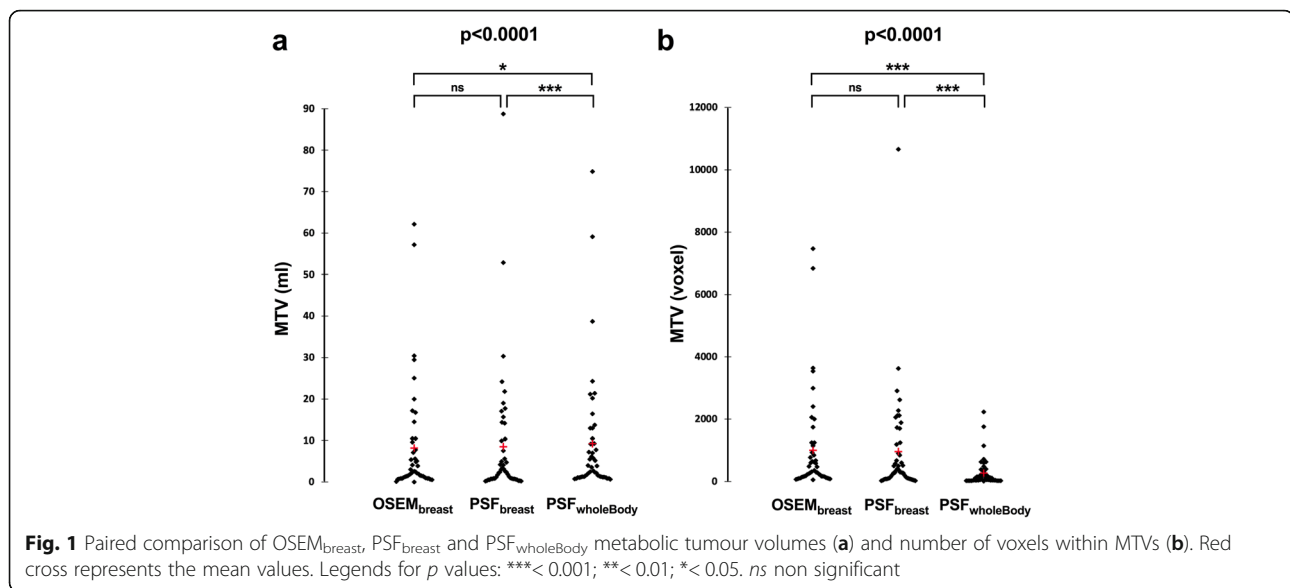 a
p<0.0001
*
ns
***
90
80
70
60
50
40
30
20
10
0
MTV (ml)
OSEMbreast
PSFbreast
PSFwholeBody
b
p<0.0001
***
ns
***
12000
10000
8000
6000
4000
2000
0
MTV (voxel)
OSEMbreast
PSFbreast
PSFwholeBody
Fig. 1 Paired comparison of OSEMbreast, PSFbreast and PSFwholeBody metabolic tumour volumes (a) and number of voxels within MTVs (b). Red
cross represents the mean values. Legends for p values: ***< 0.001; **< 0.01; *< 0.05. ns non significant